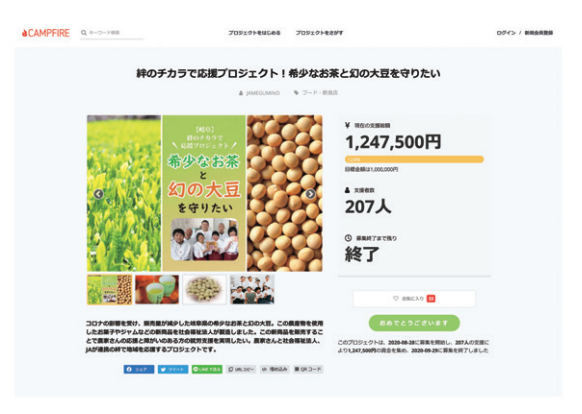 CAMPFIRE
キーワード検索
プロジェクトをはじめる
プロジェクトをさがす
ログイン / 新規会員登録
絆のチカラで応援プロジェクト！希少なお茶と幻の大豆を守りたい
JAMEGUMINO
フード・飲食店
【岐阜】
絆のチカラで
応援プロジェクト
希少なお茶
と
幻の大豆
を守りたい
¥ 現在の支援総額
1,247,500円
124%
目標金額は1,000,000円
支援者数
207人
募集終了まで残り
終了
お気に入り
おめでとうございます
このプロジェクトは、2020-08-28に募集を開始し、207人の支援に
より1,247,500円の資金を集め、2020-09-29に募集を終了しました
コロナの影響を受け、販売量が減少した岐阜県の希少なお茶と幻の大豆。この農産物を使用
したお菓子やジャムなどの新商品を社会福祉法人が製造しました。この新商品を販売するこ
とで農家さんの応援と障がいのある方の就労支援を実現したい。農家さんと社会福祉法人、
JAが連携の絆で地域を応援するプロジェクトです。
シェア
ツイート
LINEで送る
URLコピー
埋め込み
QRコード